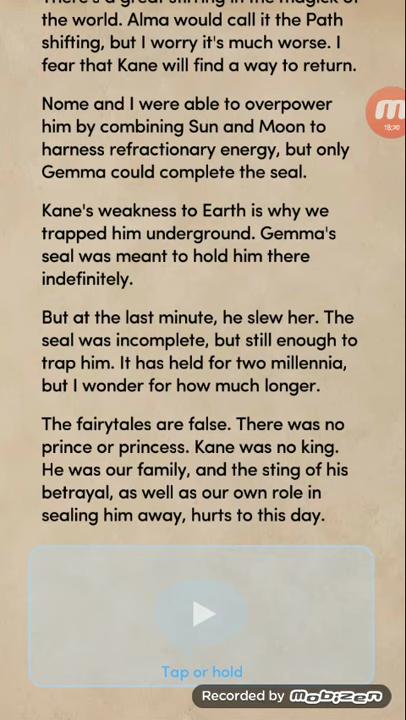 There's a great stirring in the magick of
the world. Alma would call it the Path
shifting, but I worry it's much worse. I
fear that Kane will find a way to return.
Nome and I were able to overpower
him by combining Sun and Moon to
harness refractionary energy, but only
Gemma could complete the seal.
Kane's weakness to Earth is why we
trapped him underground. Gemma's
seal was meant to hold him there
indefinitely.
But at the last minute, he slew her. The
seal was incomplete, but still enough to
trap him. It has held for two millennia,
but I wonder for how much longer.
The fairytales are false. There was no
prince or princess. Kane was no king.
He was our family, and the sting of his
betrayal, as well as our own role in
sealing him away, hurts to this day.
Tap or hold
Recorded by mobizen